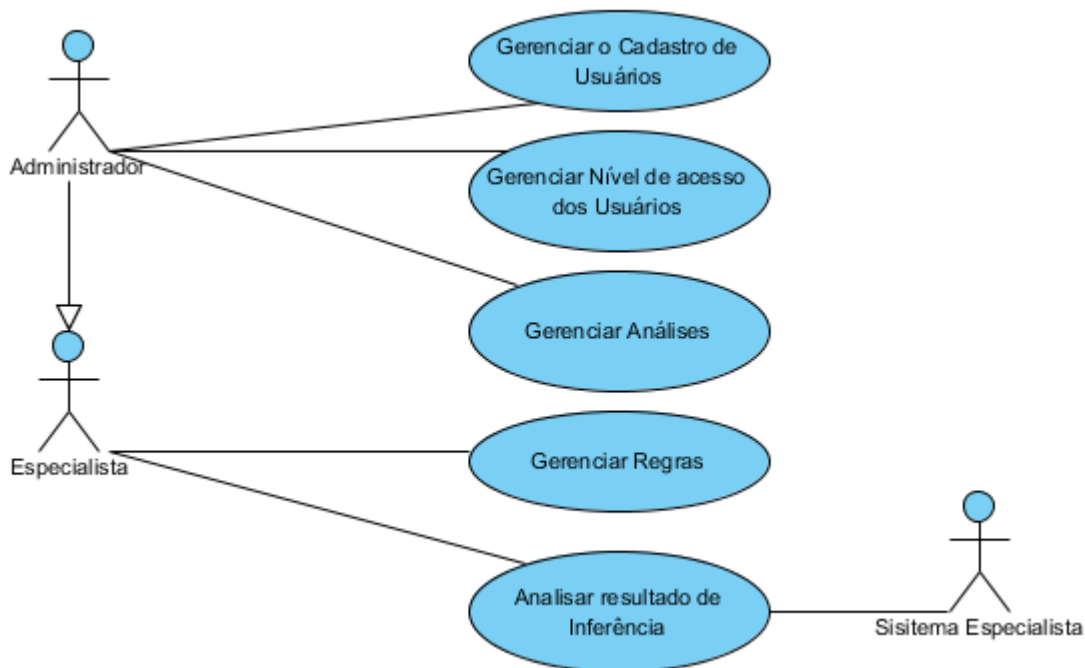 Gerenciar o Cadastro de
Usuários
Administrador
Gerenciar Nível de acesso
dos Usuários
Gerenciar Análises
Especialista
Gerenciar Regras
Analisar resultado de
Inferência
Sisitema Especialista